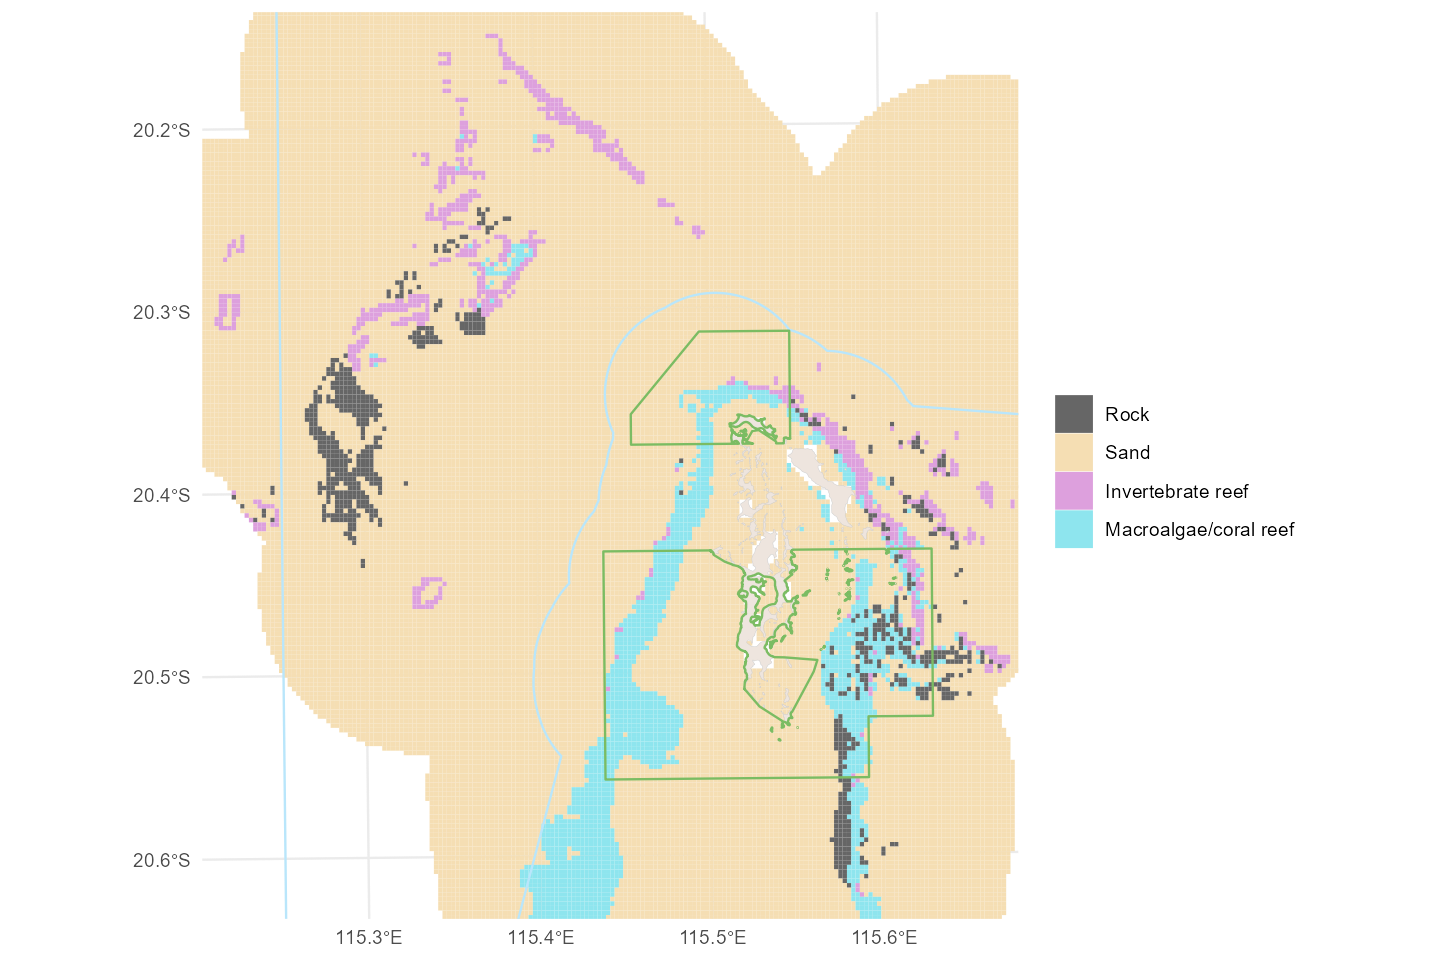 20.2°S
20.3°S
20.4°S
20.5°S
20.6°S
115.3°E
115.4°E
115.5°E
115.6°E
Rock
Sand
Invertebrate reef
Macroalgae/coral reef